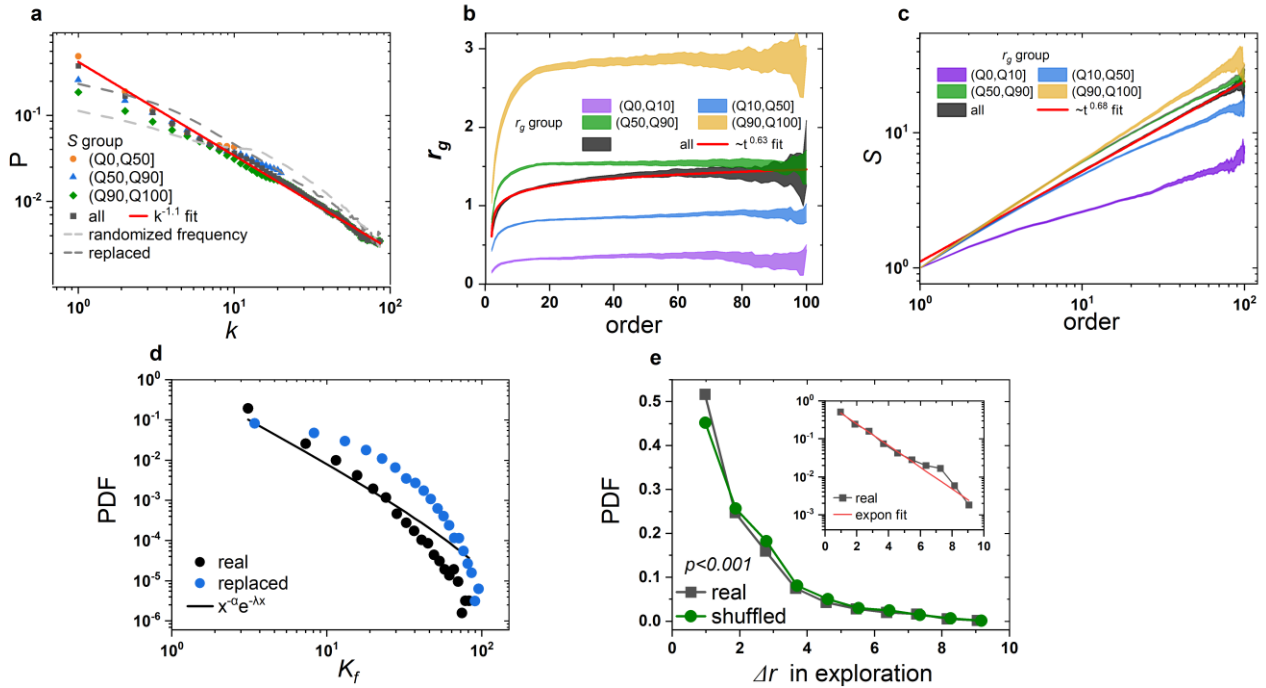 a
P
10⁻¹
10⁻²
S group
(Q0,Q50]
(Q50,Q90]
(Q90,Q100]
all k⁻¹·¹ fit
randomized frequency
replaced
10⁰ 10¹ 10²
k
b
r_g
3
2
1
0
(Q0,Q10] (Q10,Q50]
r_g group (Q50,Q90] (Q90,Q100]
all ~t^0.63 fit
0 20 40 60 80 100
order
c
S
10¹
10⁰
r_g group
(Q0,Q10] (Q10,Q50]
(Q50,Q90] (Q90,Q100]
all ~t^0.68 fit
10⁰ 10¹ 10²
order
d
PDF
10⁰
10⁻¹
10⁻²
10⁻³
10⁻⁴
10⁻⁵
10⁻⁶
real
replaced
x^-α e^-λx
10⁰ 10¹ 10²
K_f
e
PDF
0.5
0.4
0.3
0.2
0.1
0.0
p<0.001
real
shuffled
10⁰
10⁻¹
10⁻²
10⁻³
real
expon fit
0 2 4 6 8 10
0 2 4 6 8 10
Δr in exploration